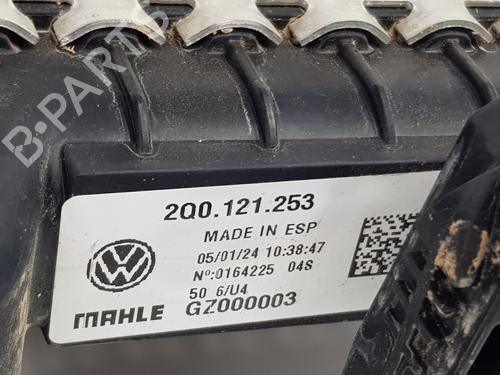 B-PARTS
2Q0.121.253
MADE IN ESP
05/01/24 10:38:47
Nº:0164225 04S
50 6/U4
MAHLE GZ000003